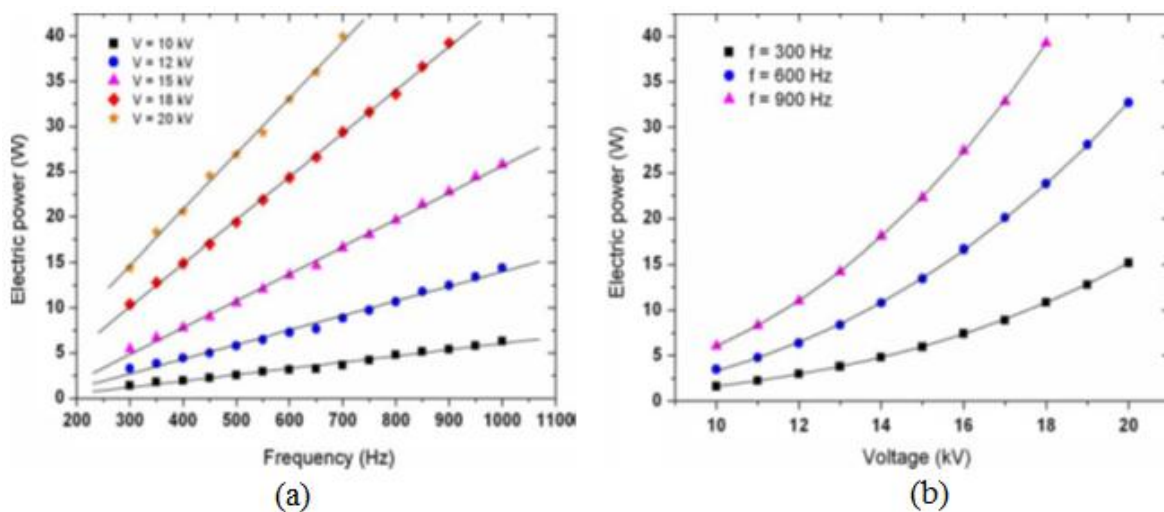 40
35
30
25
20
15
10
5
0
Electric power (W)
V = 10 kV
V = 12 kV
V = 15 kV
V = 18 kV
V = 20 kV
200 300 400 500 600 700 800 900 1000 1100
Frequency (Hz)
(a)
40
35
30
25
20
15
10
5
0
Electric power (W)
f = 300 Hz
f = 600 Hz
f = 900 Hz
10 12 14 16 18 20
Voltage (kV)
(b)